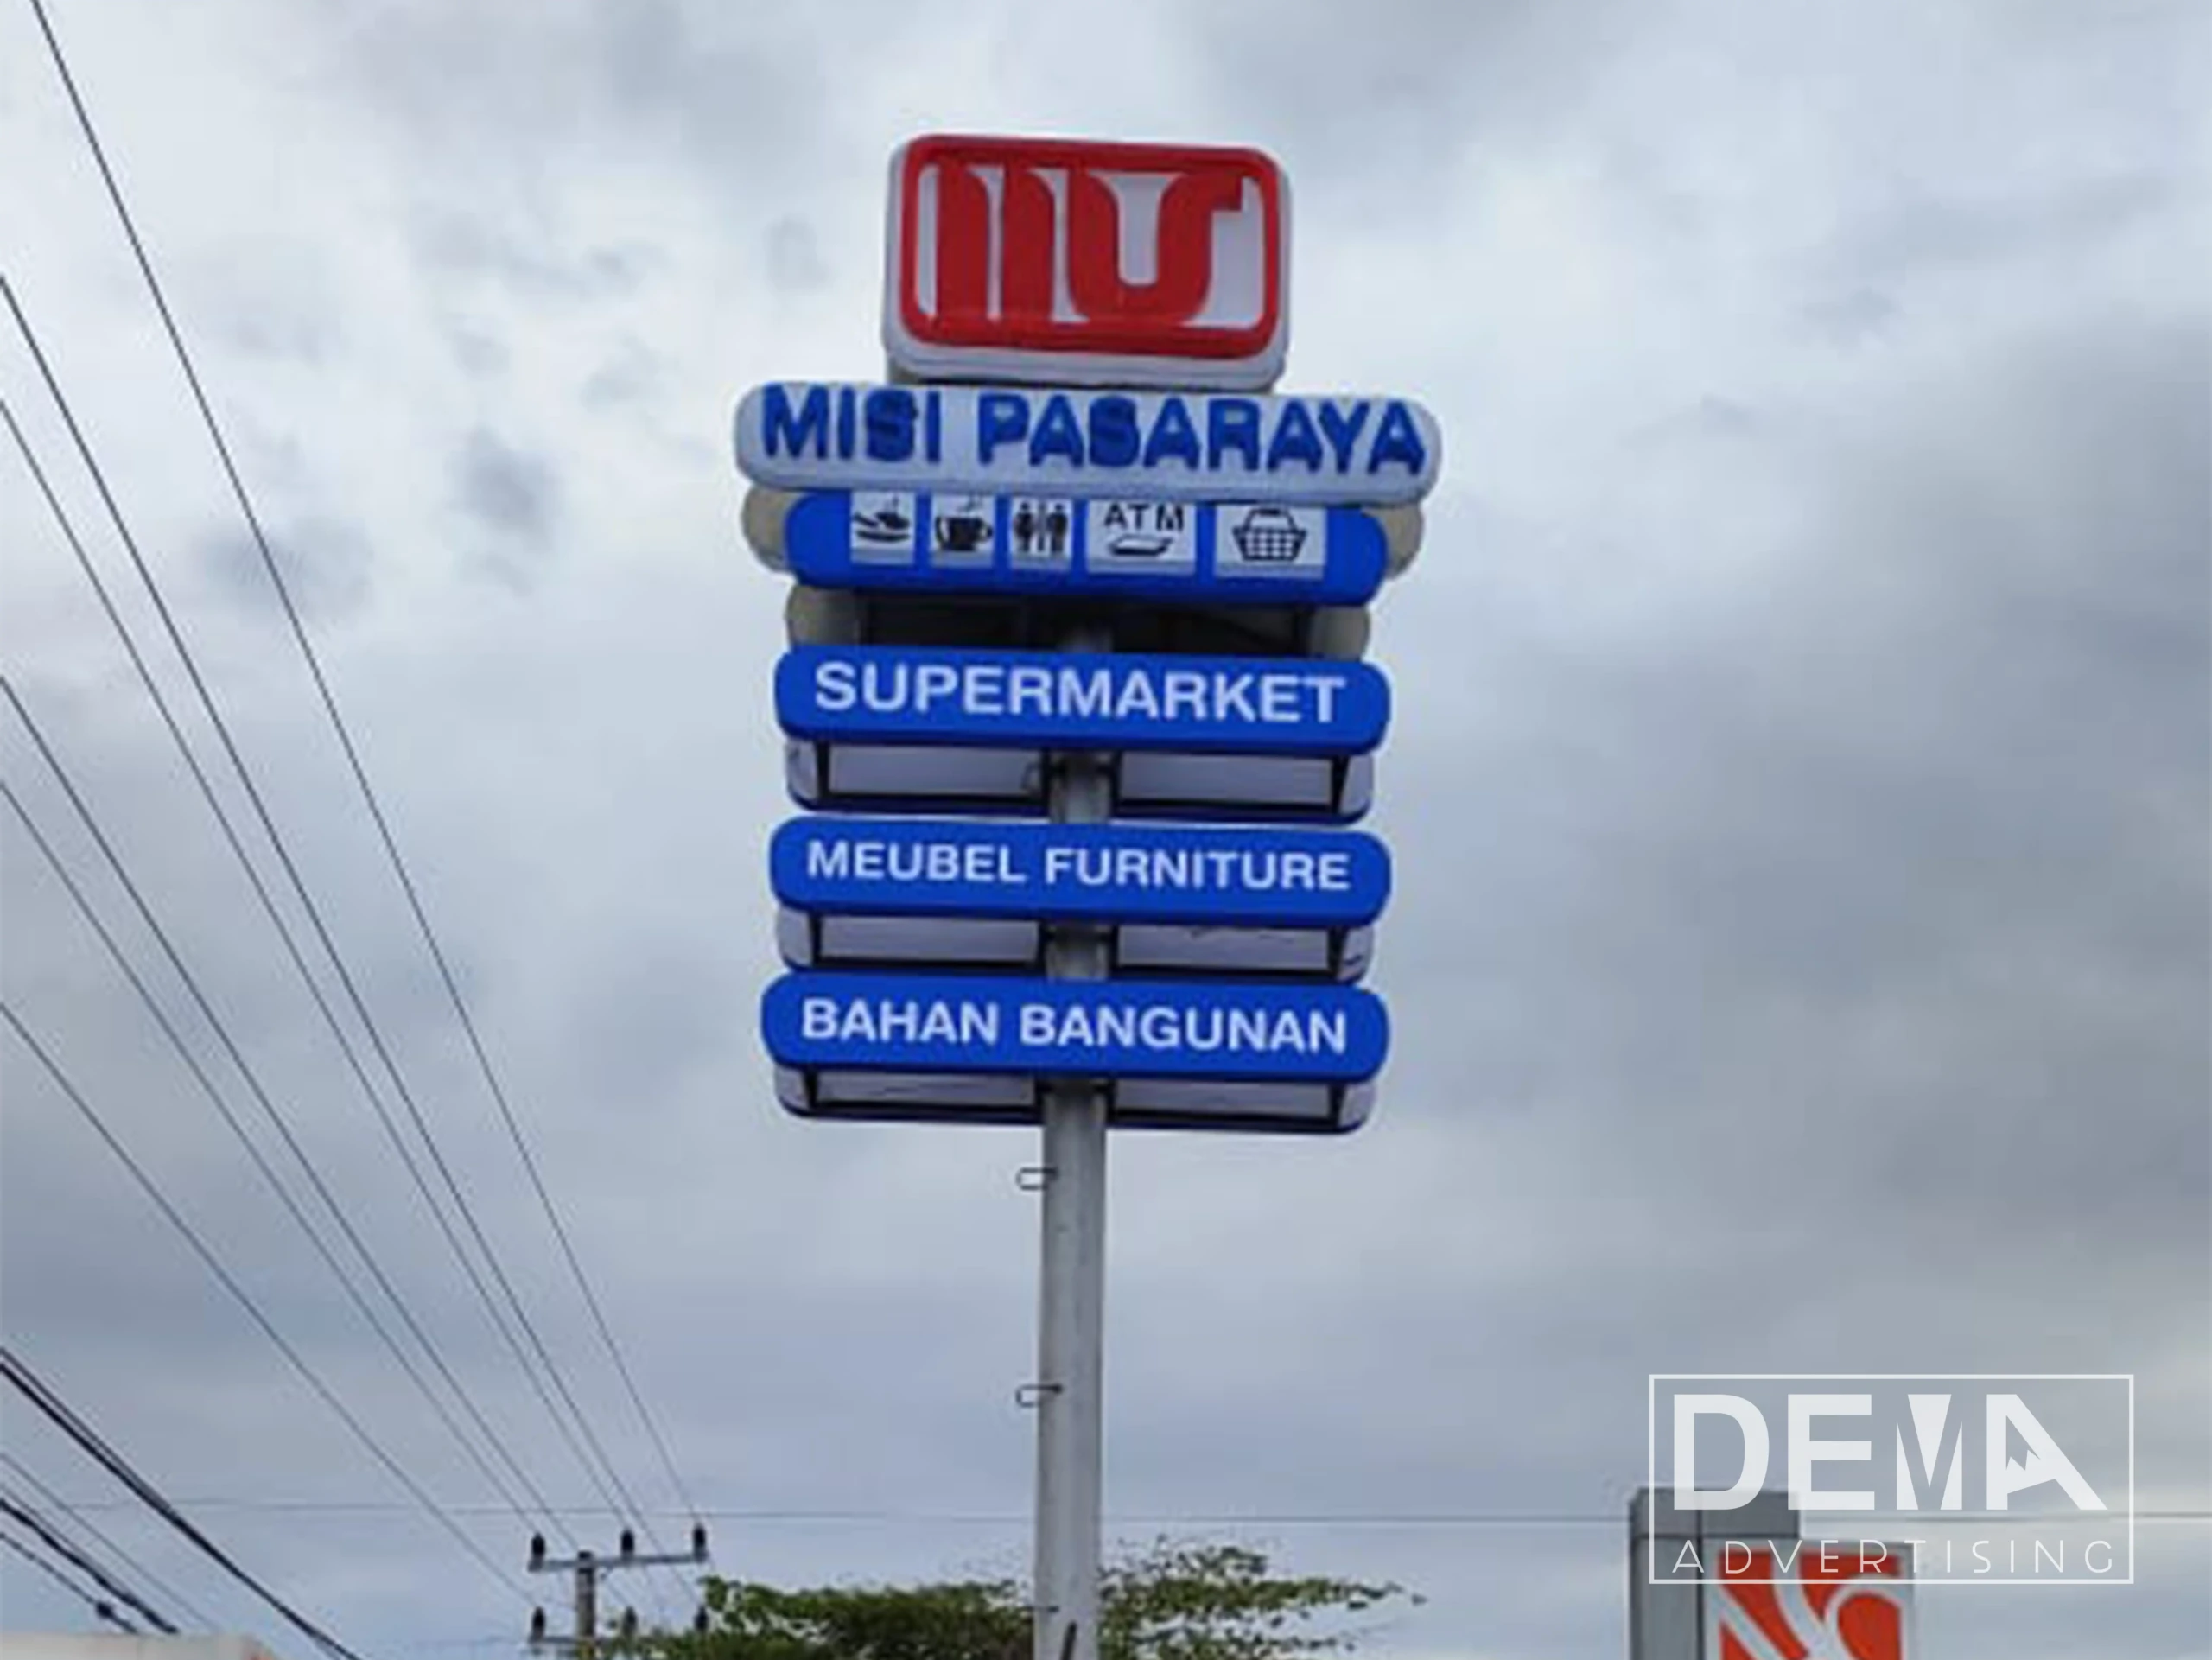 MISI PASARAYA
ATM
SUPERMARKET
MEUBEL FURNITURE
BAHAN BANGUNAN
DEMA
ADVERTISING